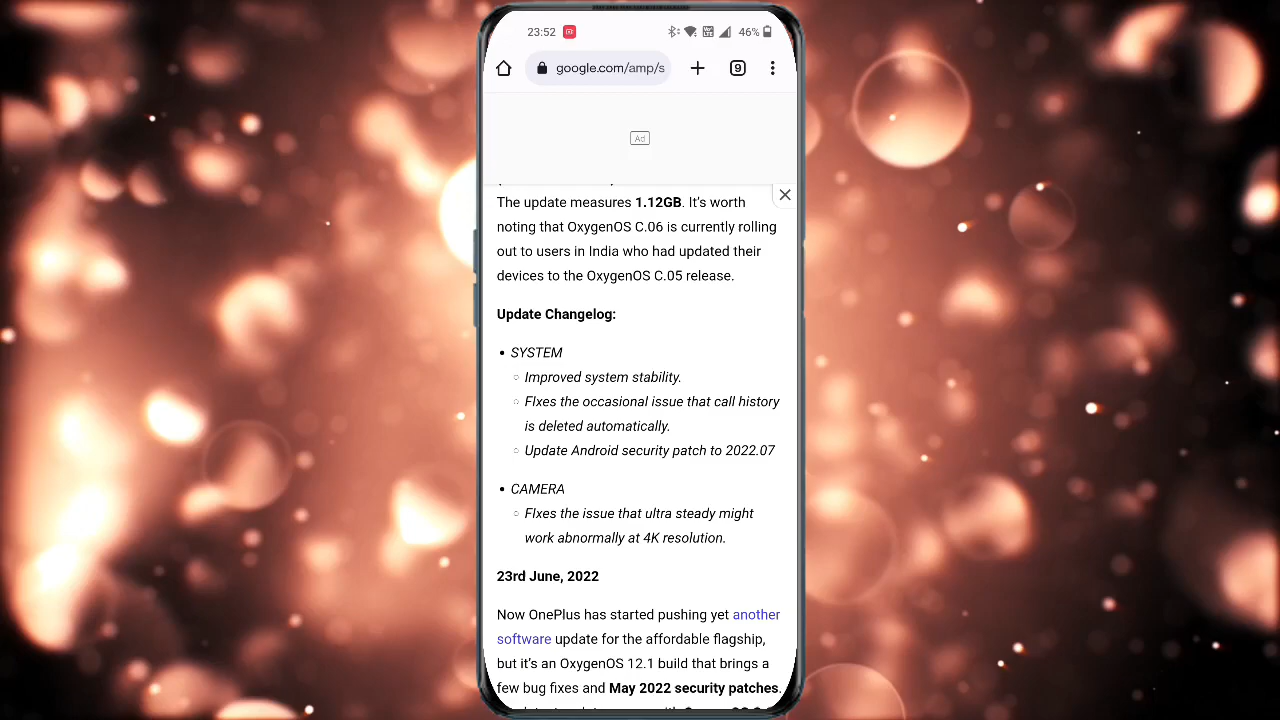 23:52 46%
google.com/amp/s 9
Ad
The update measures 1.12GB. It's worth
noting that OxygenOS C.06 is currently rolling
out to users in India who had updated their
devices to the OxygenOS C.05 release.
Update Changelog:
• SYSTEM
○ Improved system stability.
○ FIxes the occasional issue that call history
is deleted automatically.
○ Update Android security patch to 2022.07
• CAMERA
○ FIxes the issue that ultra steady might
work abnormally at 4K resolution.
23rd June, 2022
Now OnePlus has started pushing yet another
software update for the affordable flagship,
but it's an OxygenOS 12.1 build that brings a
few bug fixes and May 2022 security patches.